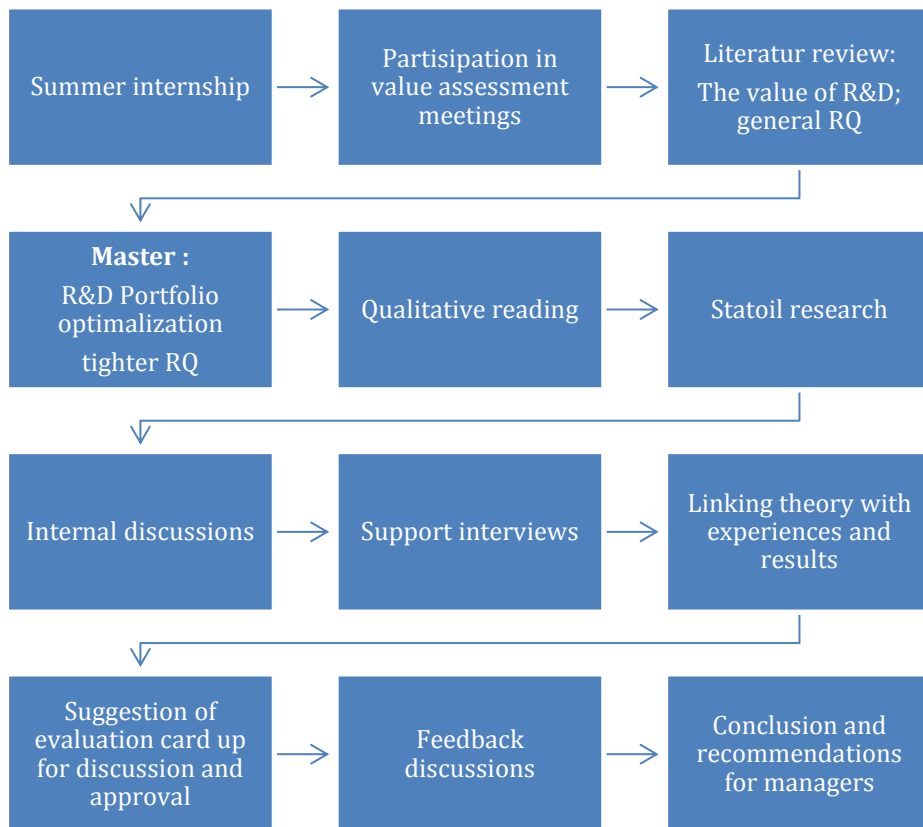 Summer internship
Partisipation in
value assessment
meetings
Literatur review:
The value of R&D;
general RQ
Master :
R&D Portfolio
optimalization
tighter RQ
Qualitative reading
Statoil research
Internal discussions
Support interviews
Linking theory with
experiences and
results
Suggestion of
evaluation card up
for discussion and
approval
Feedback
discussions
Conclusion and
recommendations
for managers